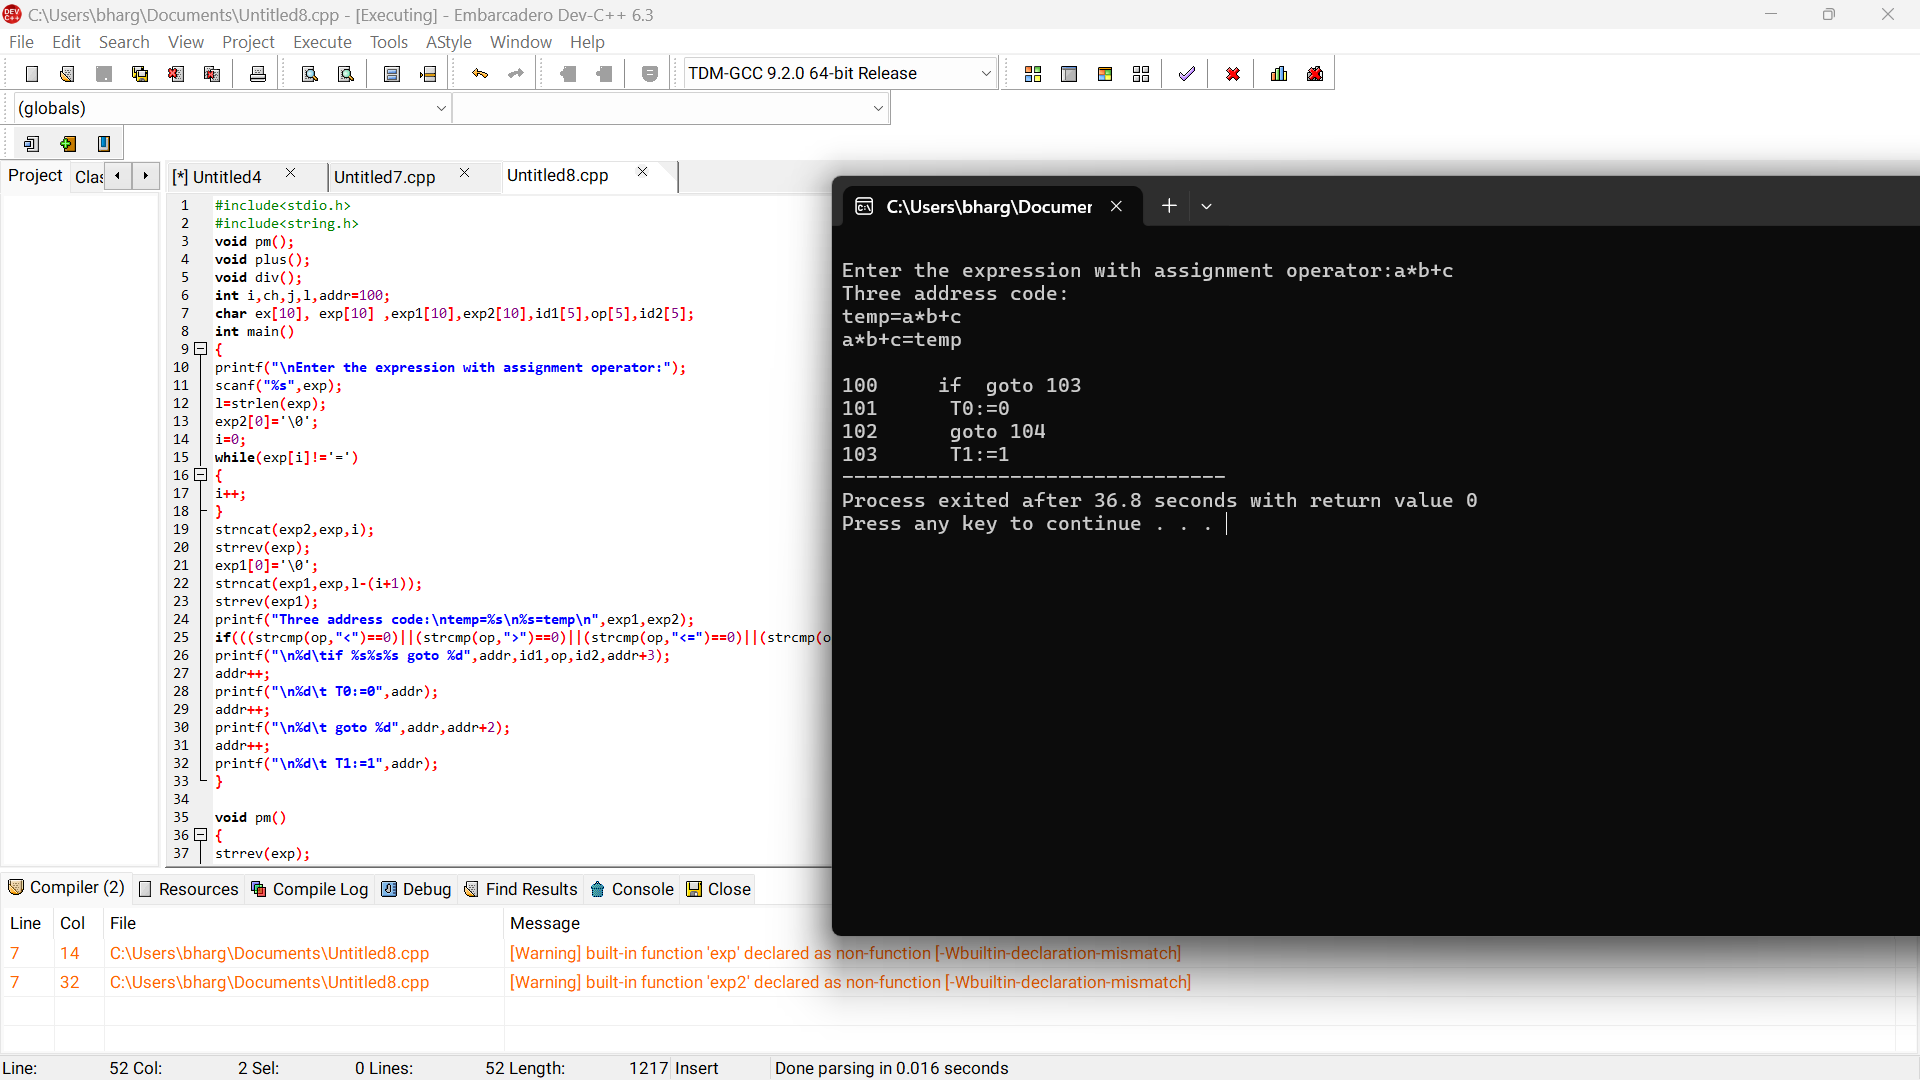 C:\Users\bharg\Documents\Untitled8.cpp - [Executing] - Embarcadero Dev-C++ 6.3
File Edit Search View Project Execute Tools AStyle Window Help
TDM-GCC 9.2.0 64-bit Release
(globals)
Project Clas
[*] Untitled4 Untitled7.cpp Untitled8.cpp
1 #include<stdio.h>
2 #include<string.h>
3 void pm();
4 void plus();
5 void div();
6 int i,ch,j,l,addr=100;
7 char ex[10], exp[10] ,exp1[10],exp2[10],id1[5],op[5],id2[5];
8 int main()
9 {
10 printf("\nEnter the expression with assignment operator:");
11 scanf("%s",exp);
12 l=strlen(exp);
13 exp2[0]='\0';
14 i=0;
15 while(exp[i]!='=')
16 {
17 i++;
18 }
19 strncat(exp2,exp,i);
20 strrev(exp);
21 exp1[0]='\0';
22 strncat(exp1,exp,l-(i+1));
23 strrev(exp1);
24 printf("Three address code:\ntemp=%s\n%s=temp\n",exp1,exp2);
25 if(((strcmp(op,"<")==0)||(strcmp(op,">")==0)||(strcmp(op,"<=")==0)||(strcmp(o
26 printf("\n%d\tif %s%s%s goto %d",addr,id1,op,id2,addr+3);
27 addr++;
28 printf("\n%d\t T0:=0",addr);
29 addr++;
30 printf("\n%d\t goto %d",addr,addr+2);
31 addr++;
32 printf("\n%d\t T1:=1",addr);
33 }
34
35 void pm()
36 {
37 strrev(exp);
C:\Users\bharg\Documer
Enter the expression with assignment operator:a*b+c
Three address code:
temp=a*b+c
a*b+c=temp
100 if goto 103
101 T0:=0
102 goto 104
103 T1:=1
--------------------------------
Process exited after 36.8 seconds with return value 0
Press any key to continue . . .
Compiler (2) Resources Compile Log Debug Find Results Console Close
Line Col File Message
7 14 C:\Users\bharg\Documents\Untitled8.cpp [Warning] built-in function 'exp' declared as non-function [-Wbuiltin-declaration-mismatch]
7 32 C:\Users\bharg\Documents\Untitled8.cpp [Warning] built-in function 'exp2' declared as non-function [-Wbuiltin-declaration-mismatch]
Line: 52 Col: 2 Sel: 0 Lines: 52 Length: 1217 Insert Done parsing in 0.016 seconds